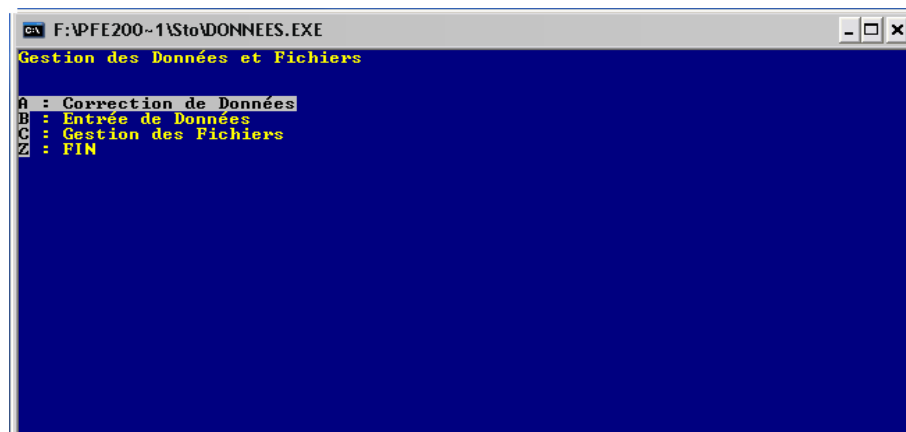 F:\PFE200~1\Sto\DONNEES.EXE
Gestion des Données et Fichiers
A : Correction de Données
B : Entrée de Données
C : Gestion des Fichiers
Z : FIN